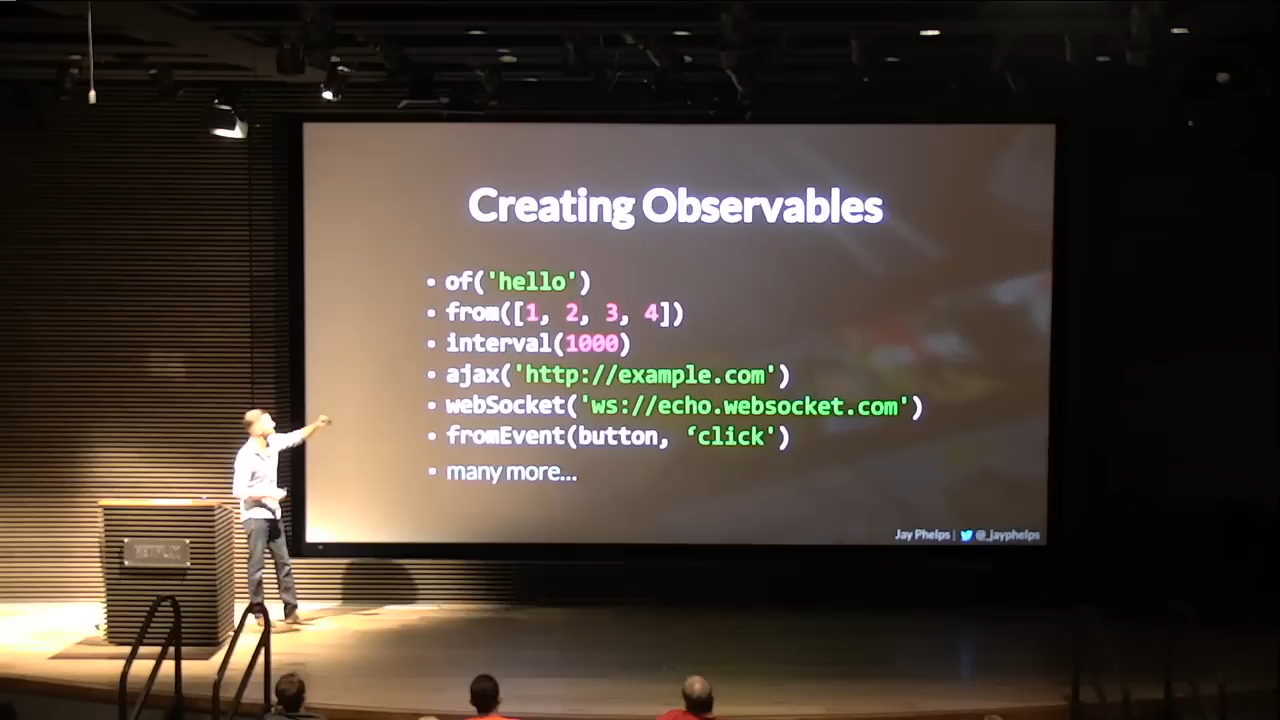 Creating Observables
• of('hello')
• from([1, 2, 3, 4])
• interval(1000)
• ajax('http://example.com')
• webSocket('ws://echo.websocket.com')
• fromEvent(button, ‘click')
• many more...
Jay Phelps | @_jayphelps
NETFLIX